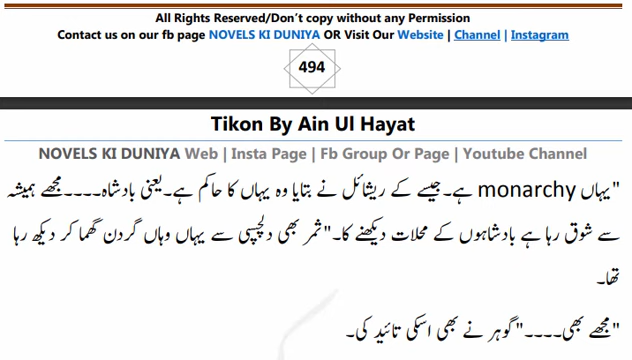 All Rights Reserved/Don't copy without any Permission
Contact us on our fb page NOVELS KI DUNIYA OR Visit Our Website | Channel | Instagram
494
Tikon By Ain Ul Hayat
NOVELS KI DUNIYA Web | Insta Page | Fb Group Or Page | Youtube Channel
"یہاں monarchy ہے۔جیسے کے ریشائل نے بتایا وہ یہاں کا حاکم ہے۔یعنی بادشاہ۔۔۔۔مجھے ہمیشہ
سے شوق رہا ہے بادشاہوں کے محلات دیکھنے کا۔"ثمر بھی دلچسپی سے یہاں وہاں گردن گھما کر دیکھ رہا
تھا۔
"مجھے بھی۔۔۔۔"گوہر نے بھی اسکی تائید کی۔